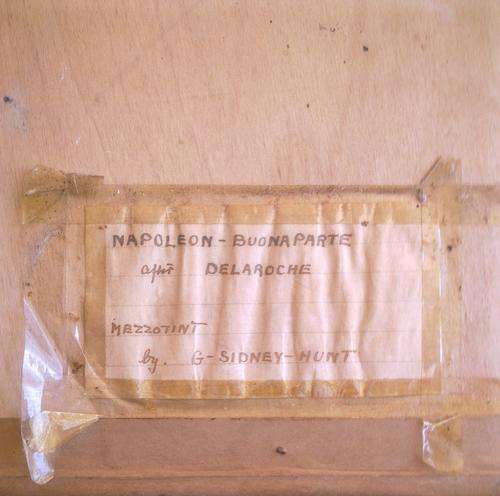 NAPOLEON - BUONAPARTE
after DELAROCHE
MEZZOTINT
by. G-SIDNEY-HUNT